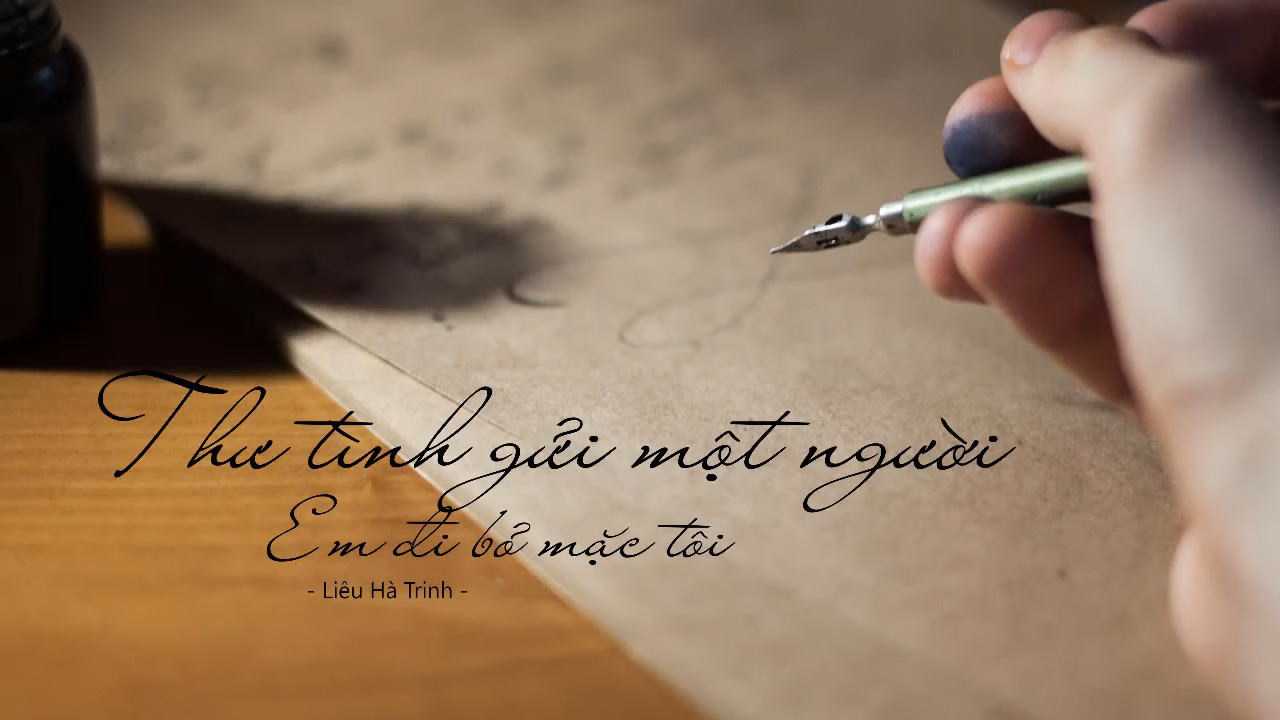 Thư tình gửi một người
Em đi bỏ mặc tôi
- Liêu Hà Trinh -